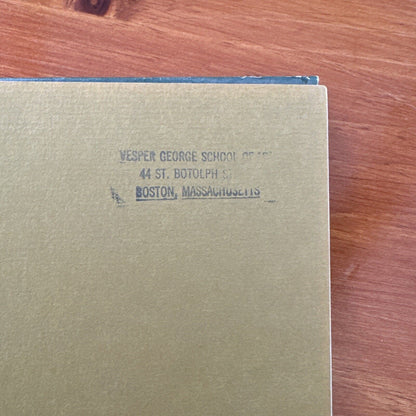 VESPER GEORGE SCHOOL OF
44 ST. BOTOLPH
BOSTON, MASSACHUSETTS